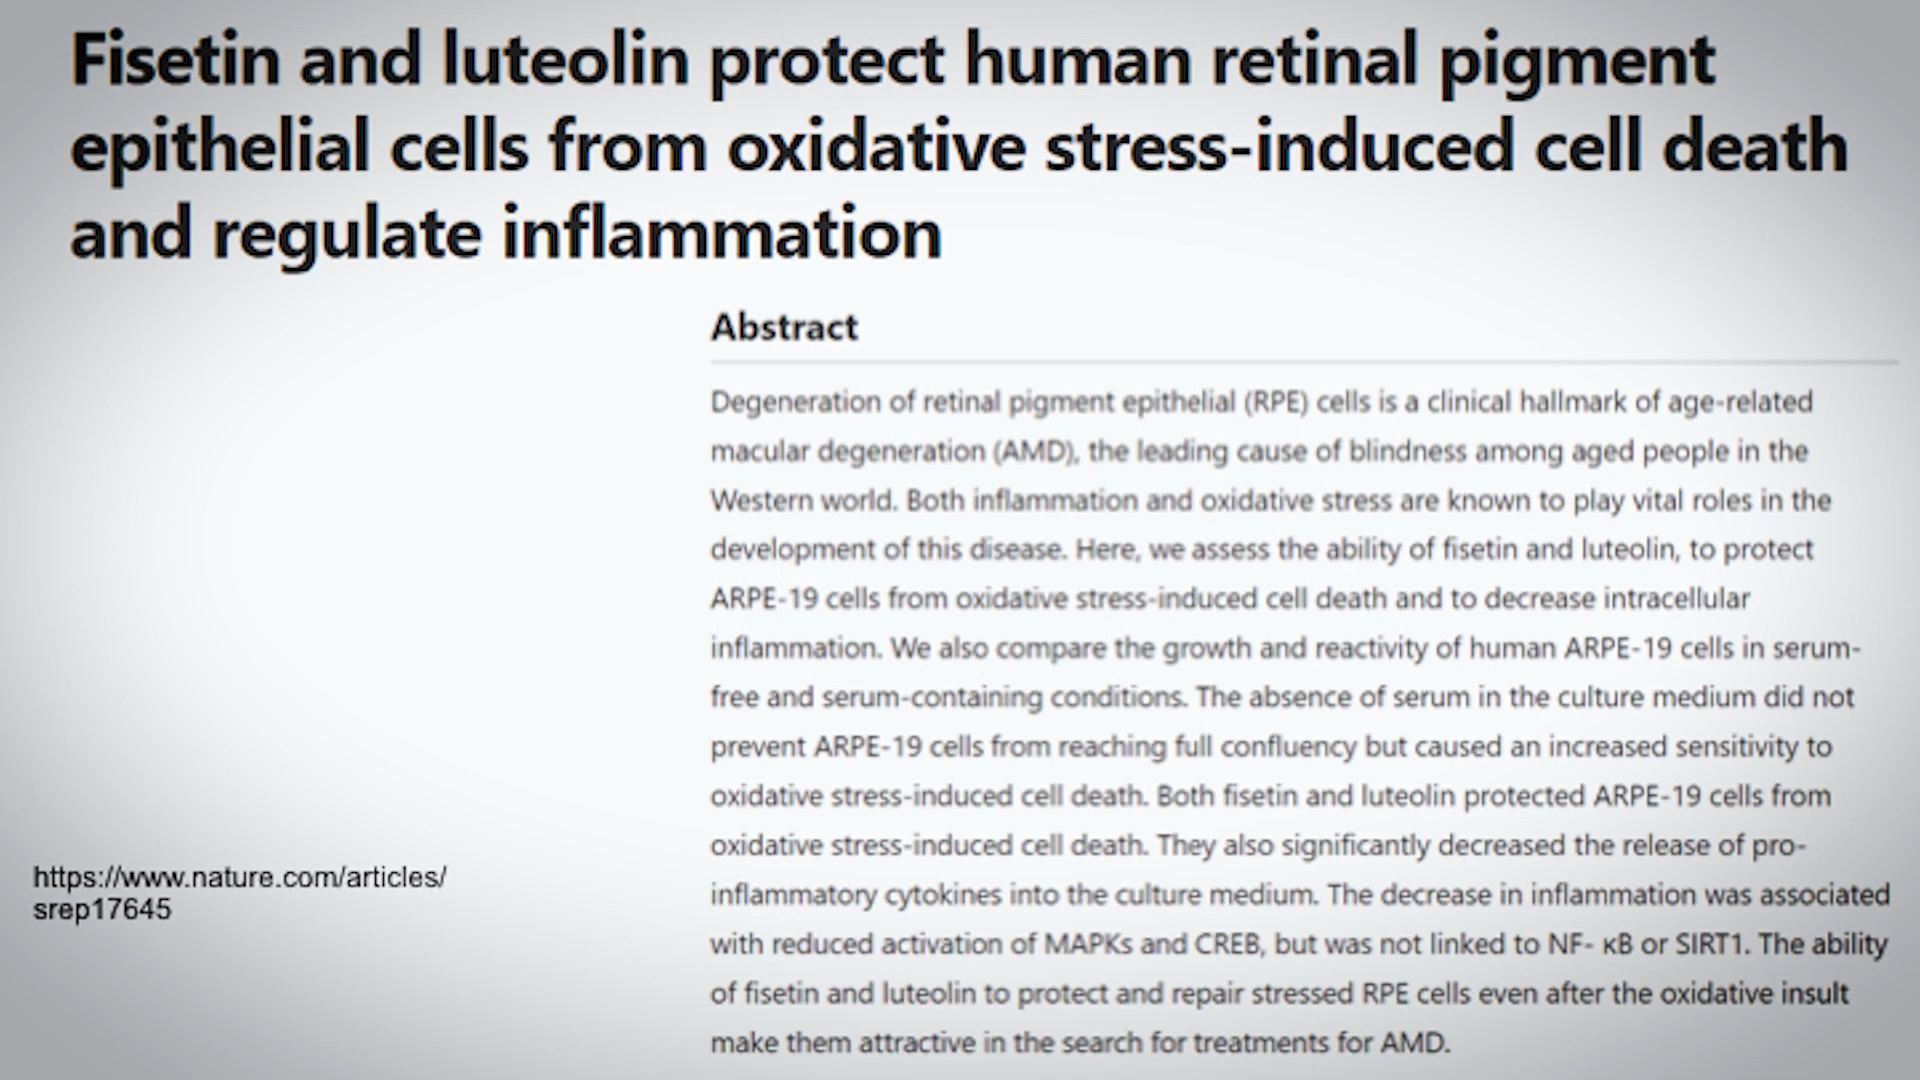 Fisetin and luteolin protect human retinal pigment
epithelial cells from oxidative stress-induced cell death
and regulate inflammation
Abstract
Degeneration of retinal pigment epithelial (RPE) cells is a clinical hallmark of age-related
macular degeneration (AMD), the leading cause of blindness among aged people in the
Western world. Both inflammation and oxidative stress are known to play vital roles in the
development of this disease. Here, we assess the ability of fisetin and luteolin, to protect
ARPE-19 cells from oxidative stress-induced cell death and to decrease intracellular
inflammation. We also compare the growth and reactivity of human ARPE-19 cells in serum-
free and serum-containing conditions. The absence of serum in the culture medium did not
prevent ARPE-19 cells from reaching full confluency but caused an increased sensitivity to
oxidative stress-induced cell death. Both fisetin and luteolin protected ARPE-19 cells from
oxidative stress-induced cell death. They also significantly decreased the release of pro-
inflammatory cytokines into the culture medium. The decrease in inflammation was associated
with reduced activation of MAPKs and CREB, but was not linked to NF- κB or SIRT1. The ability
of fisetin and luteolin to protect and repair stressed RPE cells even after the oxidative insult
make them attractive in the search for treatments for AMD.
https://www.nature.com/articles/
srep17645